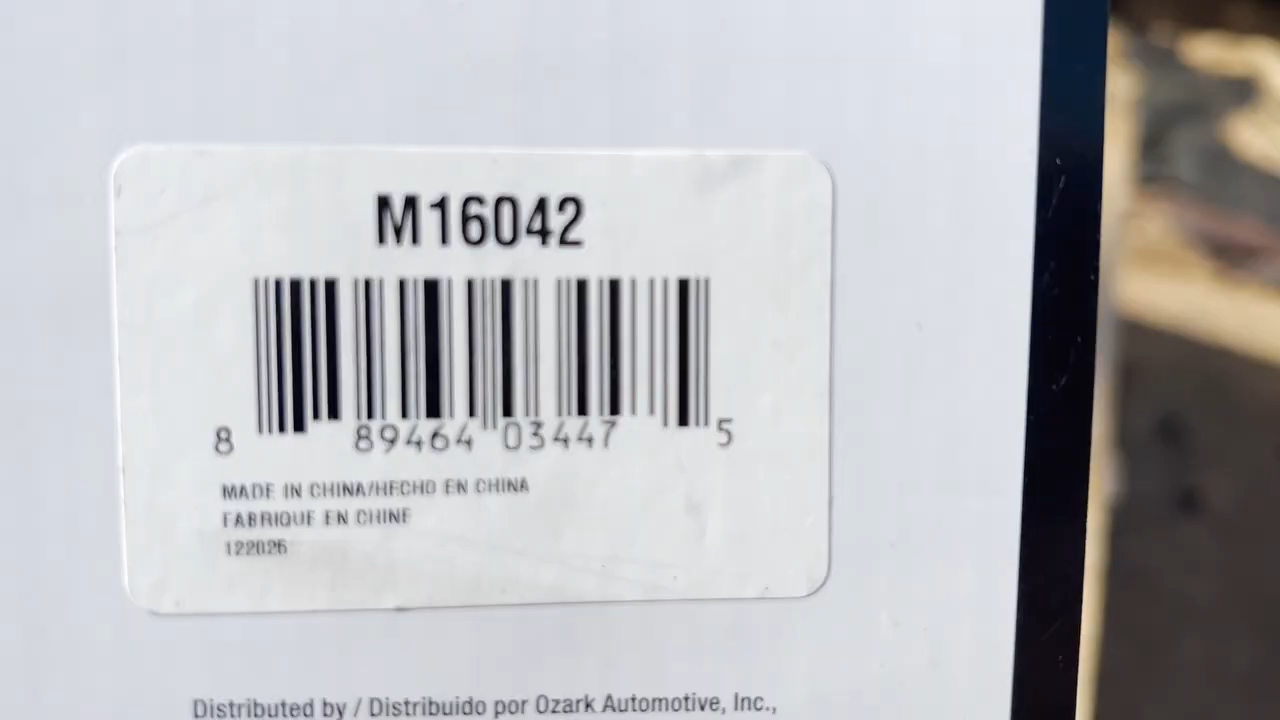 M16042
8 89464 03447 5
MADE IN CHINA/HECHO EN CHINA
FABRIQUE EN CHINE
122026
Distributed by / Distribuido por Ozark Automotive, Inc.,